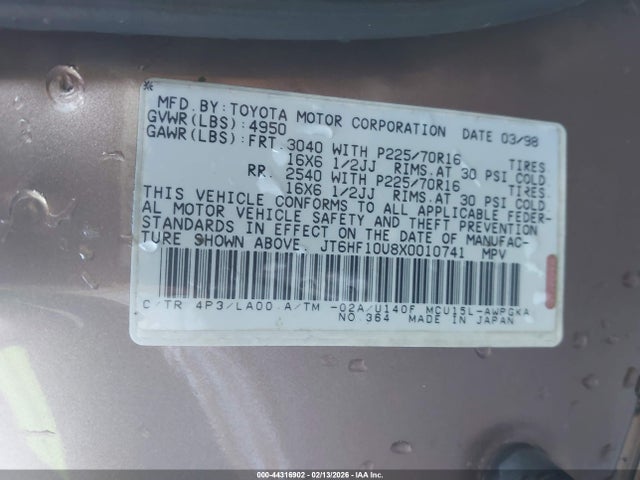 MFD.BY:TOYOTA MOTOR CORPORATION DATE 03/98
GVWR(LBS):4950
GAWR(LBS):FRT.3040 WITH P225/70R16 TIRES
16X6 1/2JJ RIMS.AT 30 PSI COLD.
RR. 2540 WITH P225/70R16 TIRES.
16X6 1/2JJ RIMS.AT 30 PSI COLD.
THIS VEHICLE CONFORMS TO ALL APPLICABLE FEDER-
AL MOTOR VEHICLE SAFETY AND THEFT PREVENTION
STANDARDS IN EFFECT ON THE DATE OF MANUFAC-
TURE SHOWN ABOVE. JT6HF10U8X0010741 MPV
C/TR 4P3/LA00 A/TM -02A/U140F MCU15L-AWPGKA
NO.364 MADE IN JAPAN
000-44316902 - 02/13/2026 - COPYRIGHT IAA, Inc. - ALL RIGHTS RESERVED